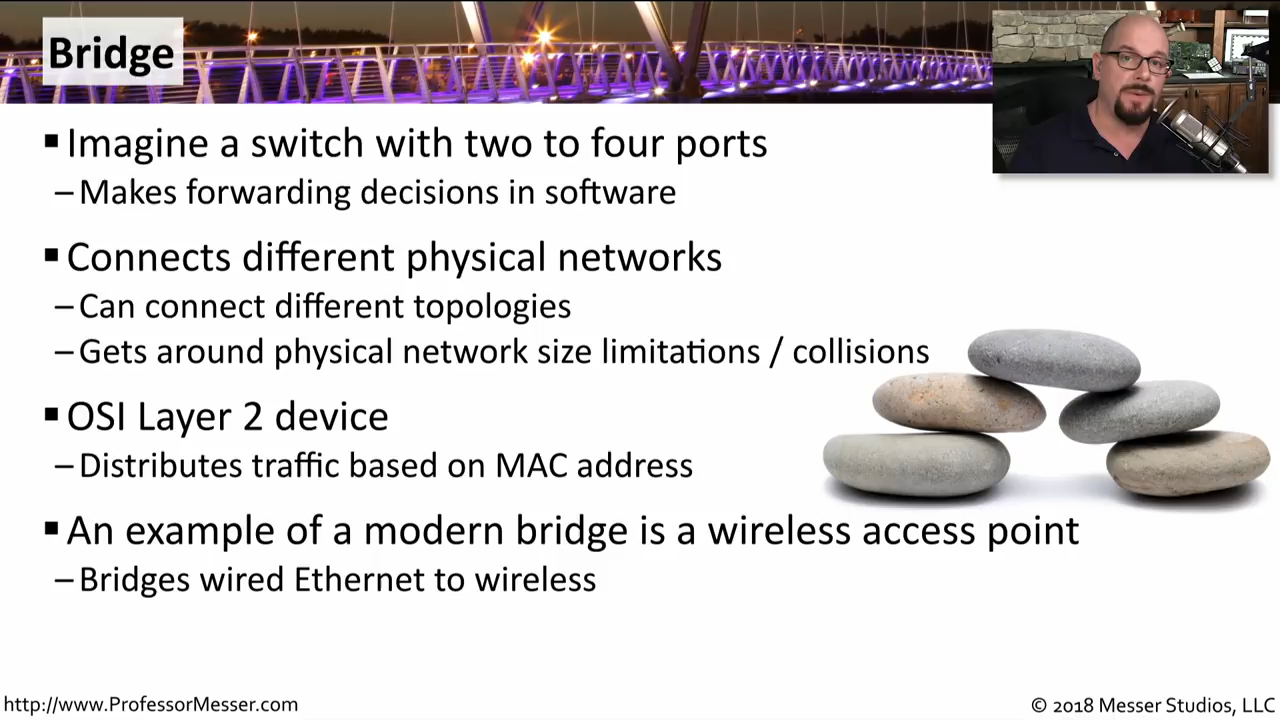 Bridge
▪ Imagine a switch with two to four ports
– Makes forwarding decisions in software
▪ Connects different physical networks
– Can connect different topologies
– Gets around physical network size limitations / collisions
▪ OSI Layer 2 device
– Distributes traffic based on MAC address
▪ An example of a modern bridge is a wireless access point
– Bridges wired Ethernet to wireless
http://www.ProfessorMesser.com
© 2018 Messer Studios, LLC